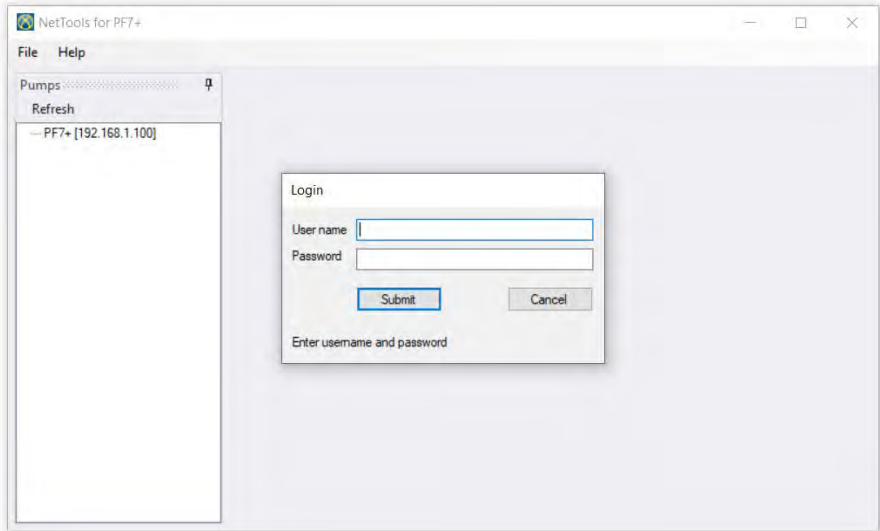 NetTools for PF7+
File Help
Pumps
Refresh
PF7+ [192.168.1.100]
Login
User name
Password
Submit Cancel
Enter username and password